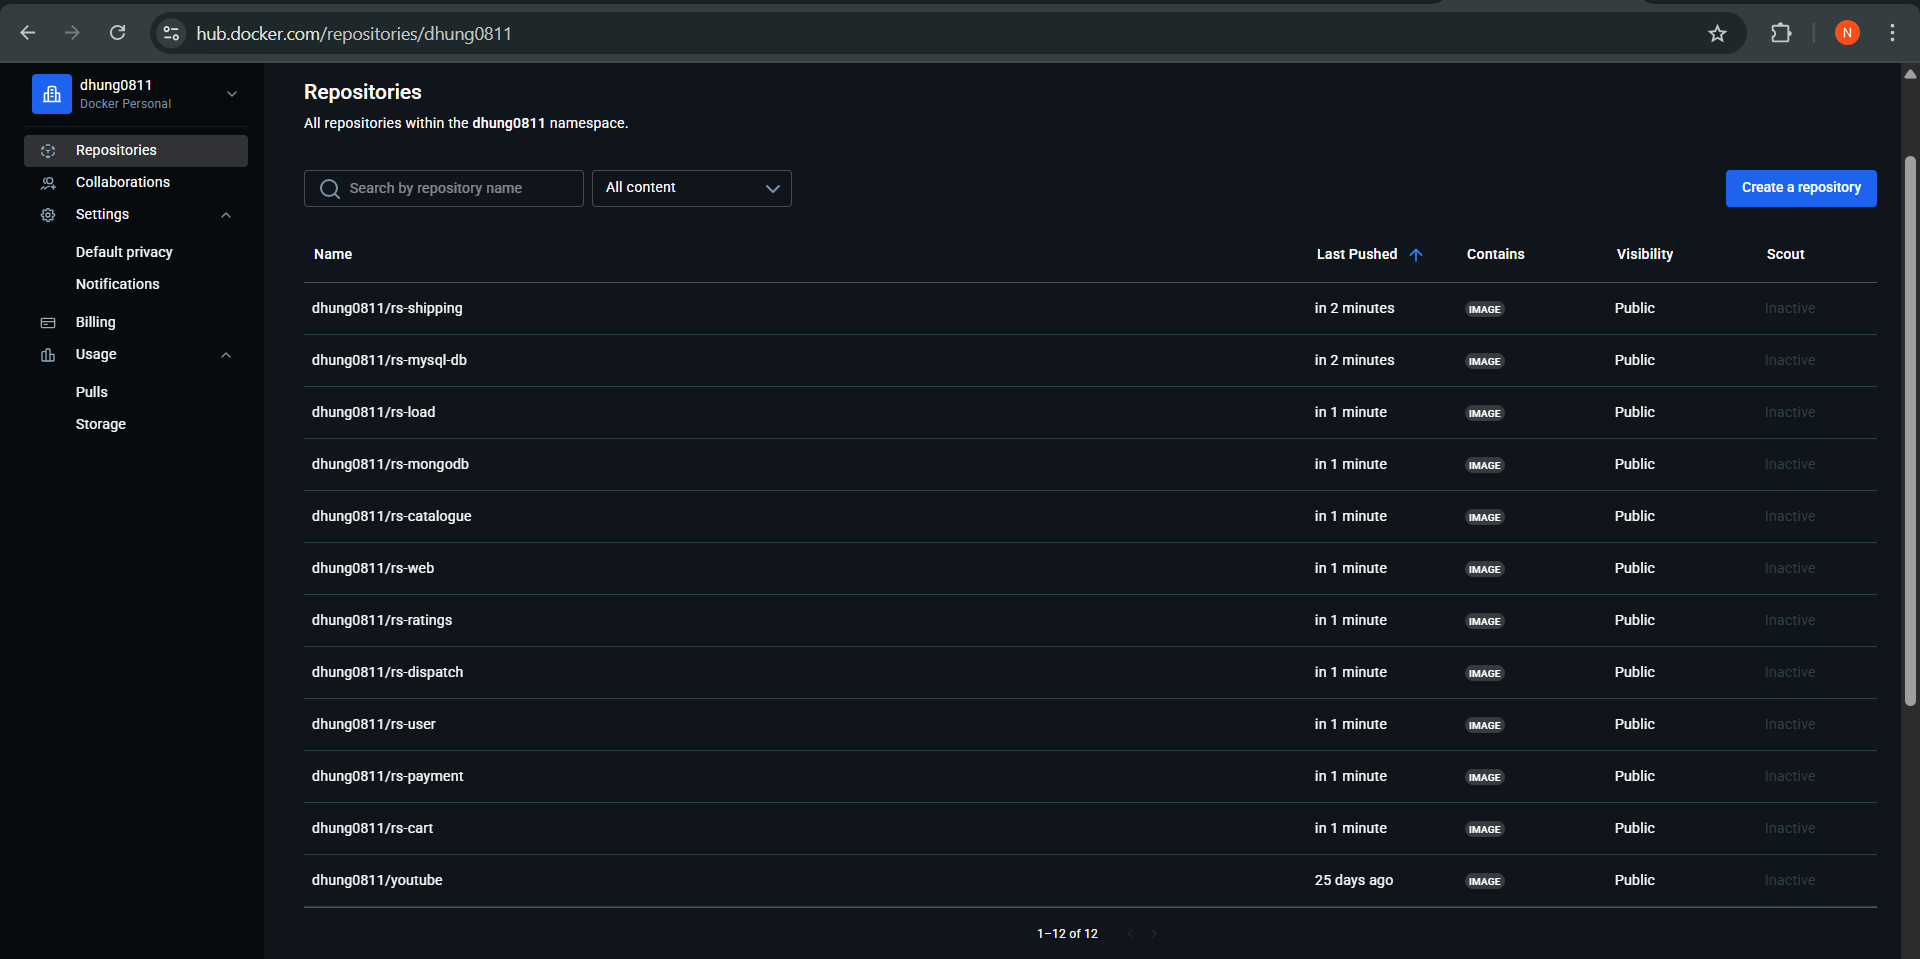 hub.docker.com/repositories/dhung0811
N
dhung0811
Docker Personal
Repositories
Collaborations
Settings
Default privacy
Notifications
Billing
Usage
Pulls
Storage
Repositories
All repositories within the dhung0811 namespace.
Search by repository name
All content
Create a repository
Name Last Pushed Contains Visibility Scout
dhung0811/rs-shipping in 2 minutes IMAGE Public Inactive
dhung0811/rs-mysql-db in 2 minutes IMAGE Public Inactive
dhung0811/rs-load in 1 minute IMAGE Public Inactive
dhung0811/rs-mongodb in 1 minute IMAGE Public Inactive
dhung0811/rs-catalogue in 1 minute IMAGE Public Inactive
dhung0811/rs-web in 1 minute IMAGE Public Inactive
dhung0811/rs-ratings in 1 minute IMAGE Public Inactive
dhung0811/rs-dispatch in 1 minute IMAGE Public Inactive
dhung0811/rs-user in 1 minute IMAGE Public Inactive
dhung0811/rs-payment in 1 minute IMAGE Public Inactive
dhung0811/rs-cart in 1 minute IMAGE Public Inactive
dhung0811/youtube 25 days ago IMAGE Public Inactive
1–12 of 12